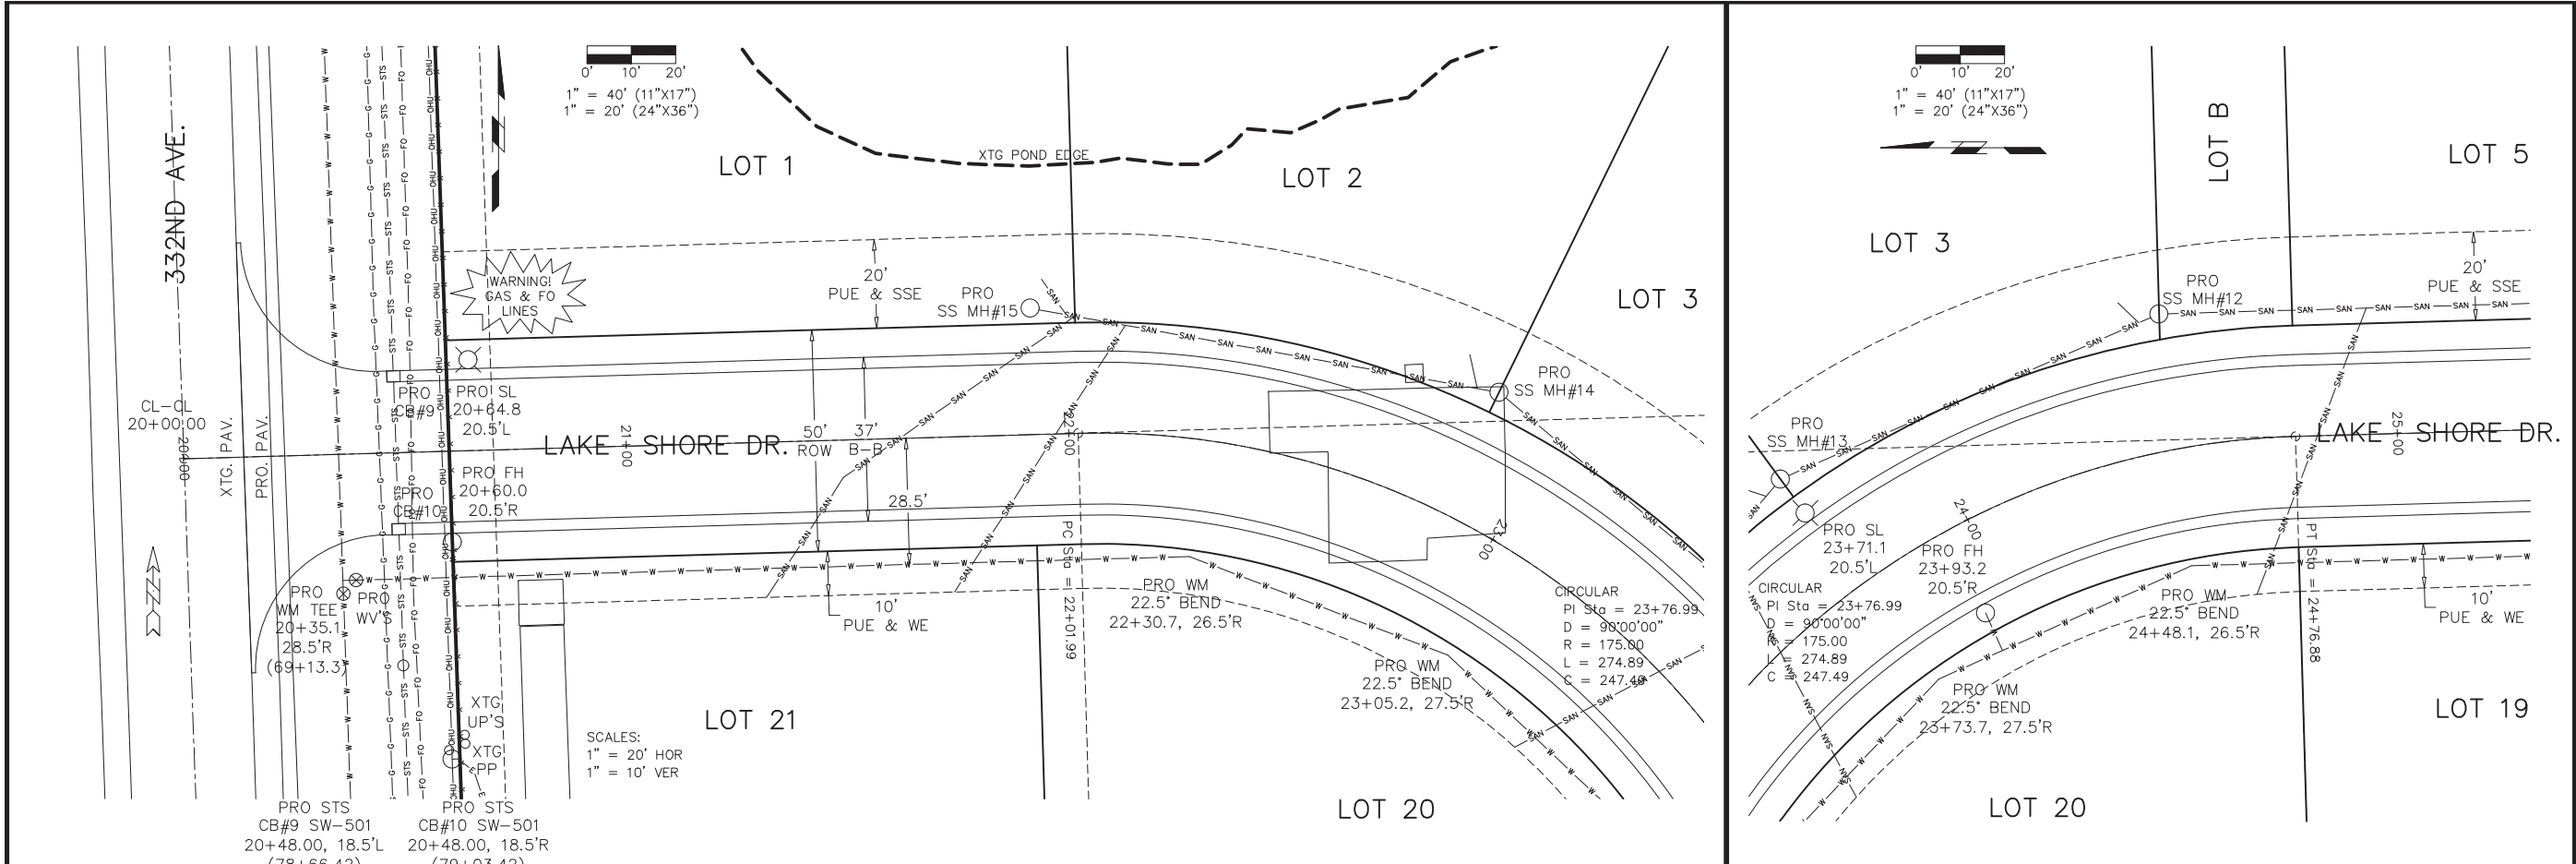 0' 10' 20'
1" = 40' (11"X17")
1" = 20' (24"X36")
332ND AVE.
LOT 1
XTG POND EDGE
LOT 2
LOT 3
WARNING!
GAS & FO
LINES
20'
PUE & SSE
PRO
SS MH#15
PRO
SS MH#14
CL-CL
20+00.00
20+00
XTG. PAV.
PRO. PAV.
PRO
CB#9
PRO SL
20+64.8
20.5'L
21+00
LAKE SHORE DR.
50'
ROW
37'
B-B
22+00
PRO FH
20+60.0
20.5'R
PRO
CB#10
28.5'
23+00
PC Sta = 22+01.99
PRO
WM TEE
20+35.1
28.5'R
(69+13.3)
PRO
WV'S
10'
PUE & WE
PRO WM
22.5° BEND
22+30.7, 26.5'R
CIRCULAR
PI Sta = 23+76.99
D = 90°00'00"
R = 175.00
L = 274.89
C = 247.49
PRO WM
22.5° BEND
23+05.2, 27.5'R
XTG
UP'S
XTG
PP
LOT 21
SCALES:
1" = 20' HOR
1" = 10' VER
LOT 20
PRO STS
CB#9 SW-501
20+48.00, 18.5'L
(78+66.42)
PRO STS
CB#10 SW-501
20+48.00, 18.5'R
(79+03.42)
0' 10' 20'
1" = 40' (11"X17")
1" = 20' (24"X36")
LOT B
LOT 5
LOT 3
PRO
SS MH#12
20'
PUE & SSE
PRO
SS MH#13
LAKE SHORE DR.
25+00
24+00
PRO SL
23+71.1
20.5'L
PRO FH
23+93.2
20.5'R
PT Sta = 24+76.88
CIRCULAR
PI Sta = 23+76.99
D = 90°00'00"
R = 175.00
L = 274.89
C = 247.49
PRO WM
22.5° BEND
24+48.1, 26.5'R
10'
PUE & WE
PRO WM
22.5° BEND
23+73.7, 27.5'R
LOT 19
LOT 20